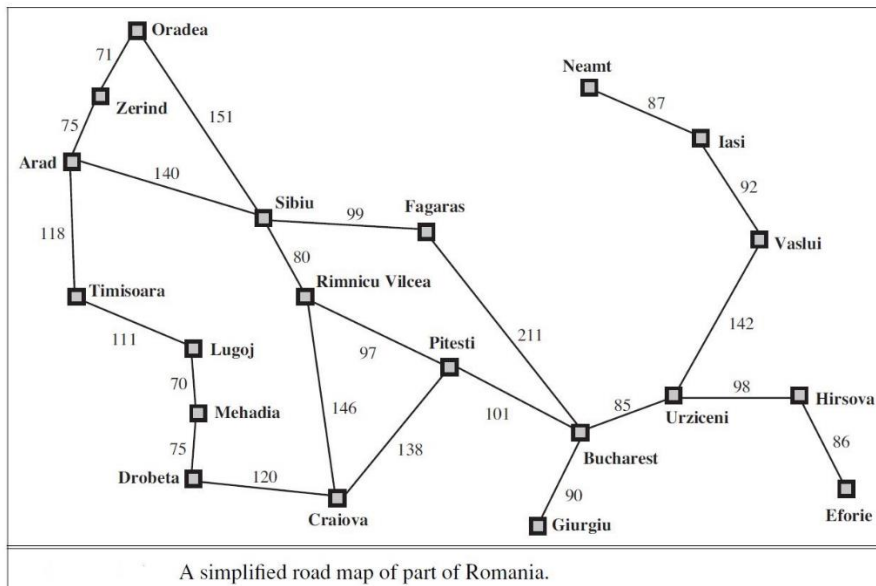 Oradea
71
Neamt
87
Zerind
151
75
Iasi
Arad
140
92
Sibiu
99
Fagaras
118
80
Vaslui
Timisoara
Rimnicu Vilcea
142
111
Lugoj
97
Pitesti
211
70
98
Hirsova
Mehadia
146
101
85
Urziceni
75
138
86
Bucharest
Drobeta
120
90
Craiova
Giurgiu
Eforie
A simplified road map of part of Romania.